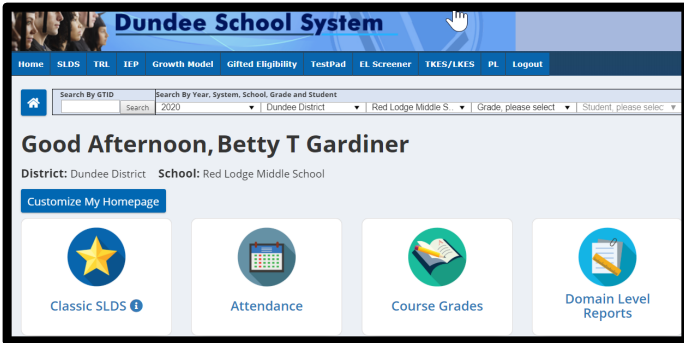 Dundee School System
Home SLDS TRL IEP Growth Model Gifted Eligibility TestPad EL Screener TKES/LKES PL Logout
Search By GTID Search By Year, System, School, Grade and Student
Search 2020 Dundee District Red Lodge Middle S.. Grade, please select Student, please selec
Good Afternoon, Betty T Gardiner
District: Dundee District School: Red Lodge Middle School
Customize My Homepage
Classic SLDS Attendance Course Grades Domain Level
Reports